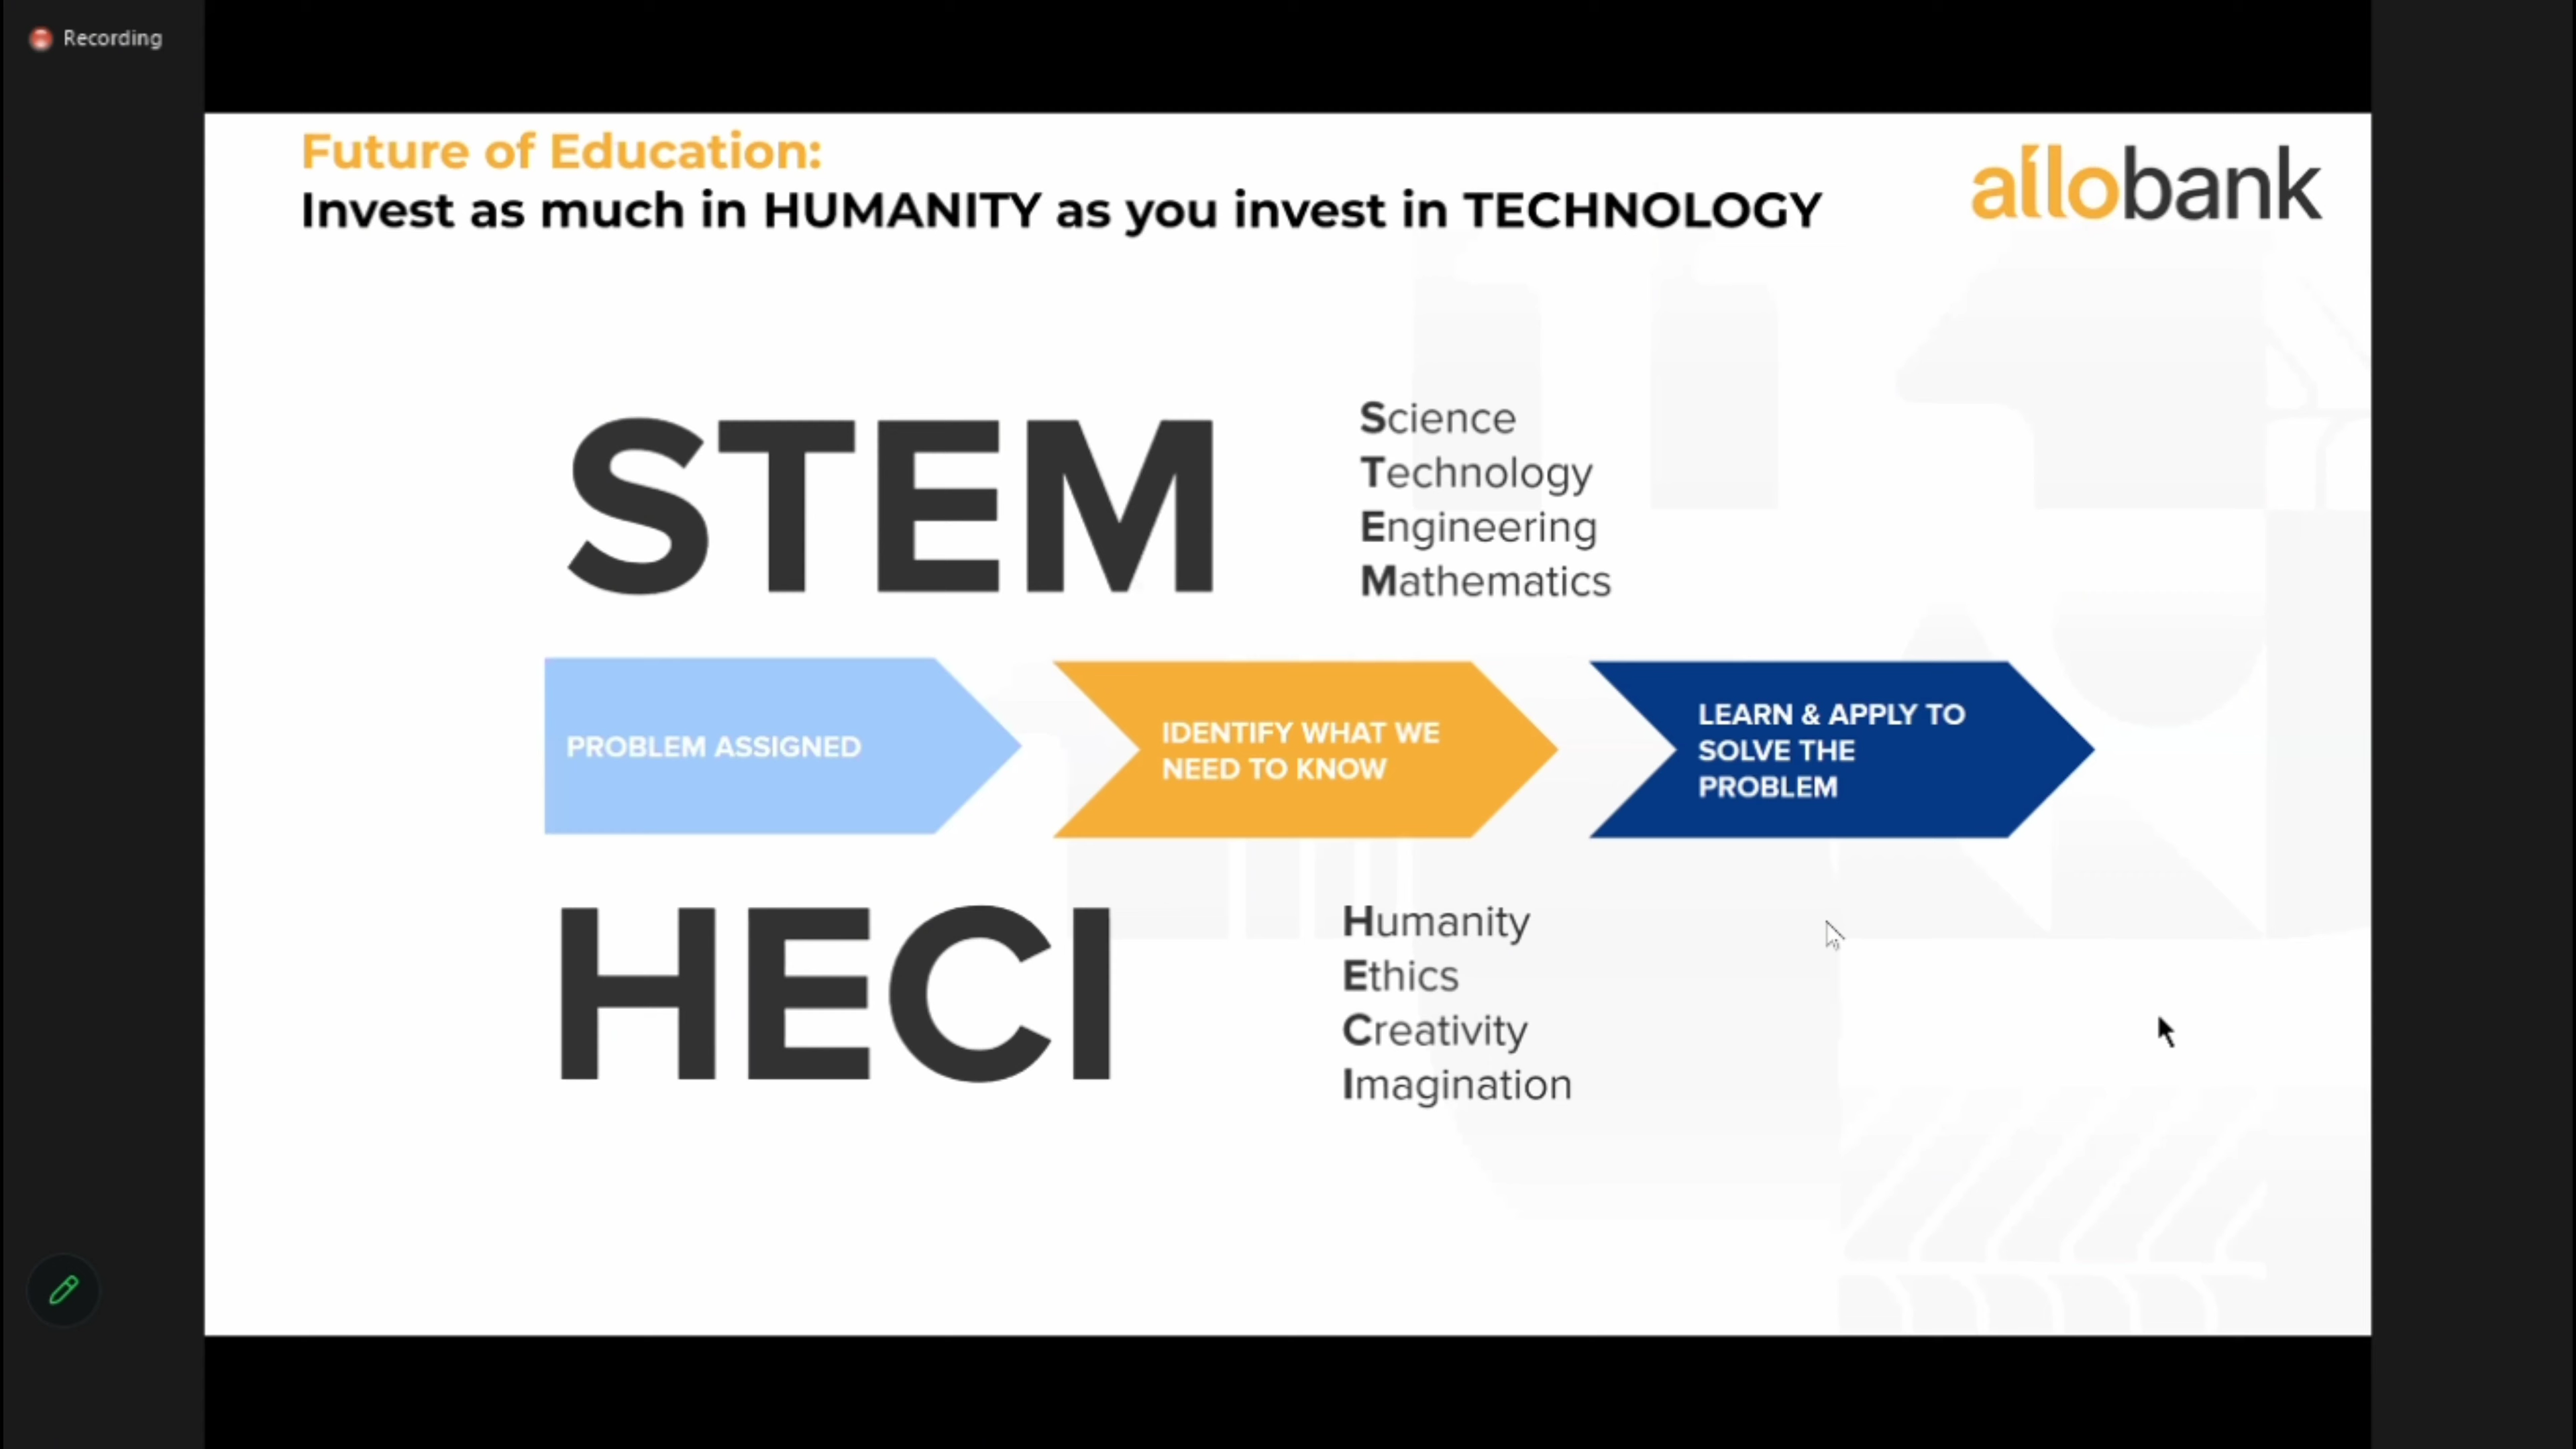 Recording
Future of Education:
Invest as much in HUMANITY as you invest in TECHNOLOGY
allobank
STEM
Science
Technology
Engineering
Mathematics
PROBLEM ASSIGNED
IDENTIFY WHAT WE
NEED TO KNOW
LEARN & APPLY TO
SOLVE THE
PROBLEM
HECI
Humanity
Ethics
Creativity
Imagination